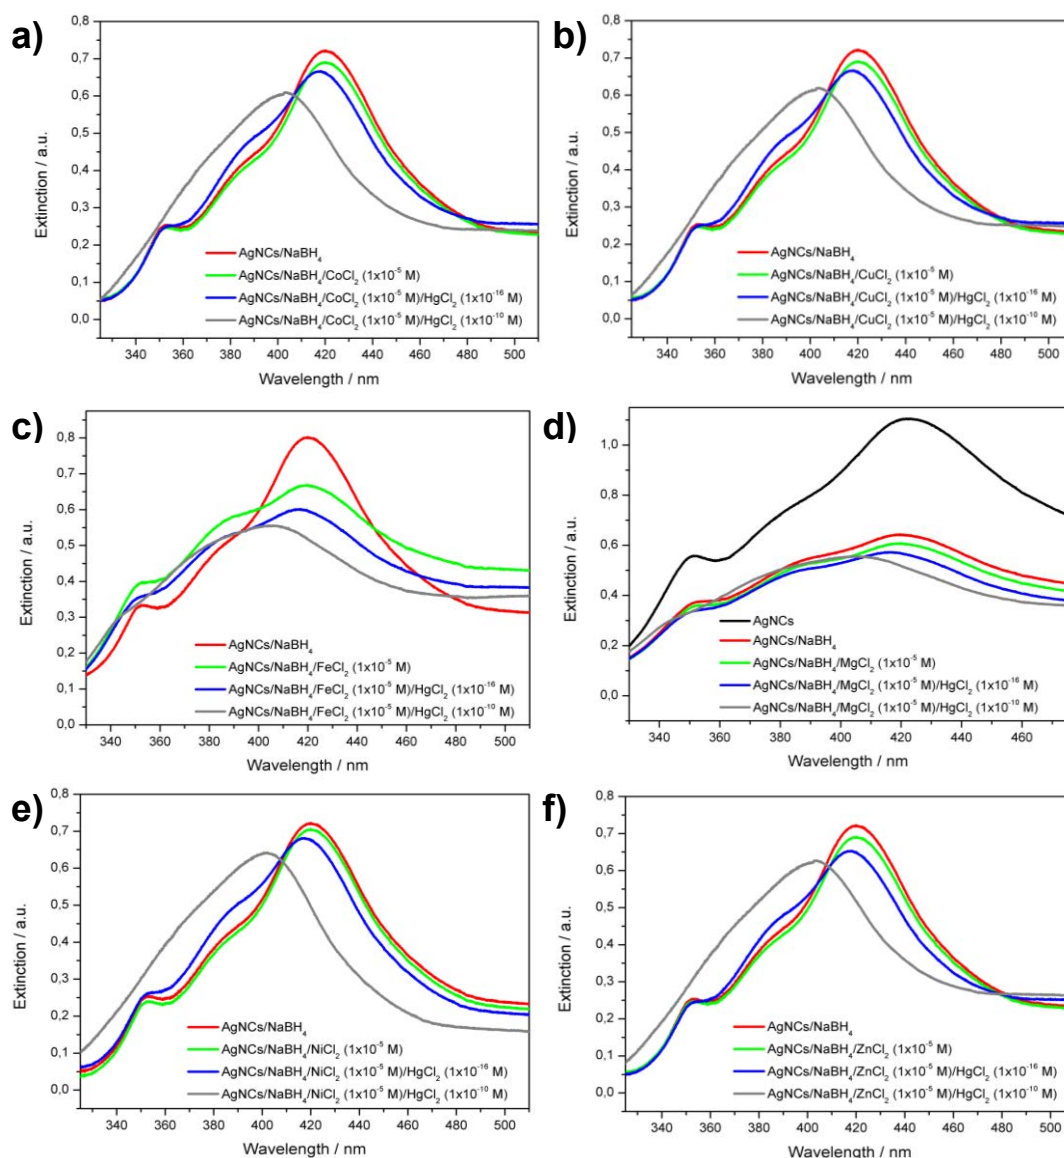 a)
Extinction / a.u.
0,8
0,7
0,6
0,5
0,4
0,3
0,2
0,1
0,0
AgNCs/NaBH₄
AgNCs/NaBH₄/CoCl₂ (1x10⁻⁵ M)
AgNCs/NaBH₄/CoCl₂ (1x10⁻⁵ M)/HgCl₂ (1x10⁻¹⁶ M)
AgNCs/NaBH₄/CoCl₂ (1x10⁻⁵ M)/HgCl₂ (1x10⁻¹⁰ M)
340 360 380 400 420 440 460 480 500
Wavelength / nm
b)
Extinction / a.u.
0,8
0,7
0,6
0,5
0,4
0,3
0,2
0,1
0,0
AgNCs/NaBH₄
AgNCs/NaBH₄/CuCl₂ (1x10⁻⁵ M)
AgNCs/NaBH₄/CuCl₂ (1x10⁻⁵ M)/HgCl₂ (1x10⁻¹⁶ M)
AgNCs/NaBH₄/CuCl₂ (1x10⁻⁵ M)/HgCl₂ (1x10⁻¹⁰ M)
340 360 380 400 420 440 460 480 500
Wavelength / nm
c)
Extinction / a.u.
0,8
0,7
0,6
0,5
0,4
0,3
0,2
0,1
0,0
AgNCs/NaBH₄
AgNCs/NaBH₄/FeCl₂ (1x10⁻⁵ M)
AgNCs/NaBH₄/FeCl₂ (1x10⁻⁵ M)/HgCl₂ (1x10⁻¹⁶ M)
AgNCs/NaBH₄/FeCl₂ (1x10⁻⁵ M)/HgCl₂ (1x10⁻¹⁰ M)
340 360 380 400 420 440 460 480 500
Wavelength / nm
d)
Extinction / a.u.
1,0
0,8
0,6
0,4
0,2
0,0
AgNCs
AgNCs/NaBH₄
AgNCs/NaBH₄/MgCl₂ (1x10⁻⁵ M)
AgNCs/NaBH₄/MgCl₂ (1x10⁻⁵ M)/HgCl₂ (1x10⁻¹⁶ M)
AgNCs/NaBH₄/MgCl₂ (1x10⁻⁵ M)/HgCl₂ (1x10⁻¹⁰ M)
340 360 380 400 420 440 460
Wavelength / nm
e)
Extinction / a.u.
0,8
0,7
0,6
0,5
0,4
0,3
0,2
0,1
0,0
AgNCs/NaBH₄
AgNCs/NaBH₄/NiCl₂ (1x10⁻⁵ M)
AgNCs/NaBH₄/NiCl₂ (1x10⁻⁵ M)/HgCl₂ (1x10⁻¹⁶ M)
AgNCs/NaBH₄/NiCl₂ (1x10⁻⁵ M)/HgCl₂ (1x10⁻¹⁰ M)
340 360 380 400 420 440 460 480 500
Wavelength / nm
f)
Extinction / a.u.
0,8
0,7
0,6
0,5
0,4
0,3
0,2
0,1
0,0
AgNCs/NaBH₄
AgNCs/NaBH₄/ZnCl₂ (1x10⁻⁵ M)
AgNCs/NaBH₄/ZnCl₂ (1x10⁻⁵ M)/HgCl₂ (1x10⁻¹⁶ M)
AgNCs/NaBH₄/ZnCl₂ (1x10⁻⁵ M)/HgCl₂ (1x10⁻¹⁰ M)
340 360 380 400 420 440 460 480 500
Wavelength / nm